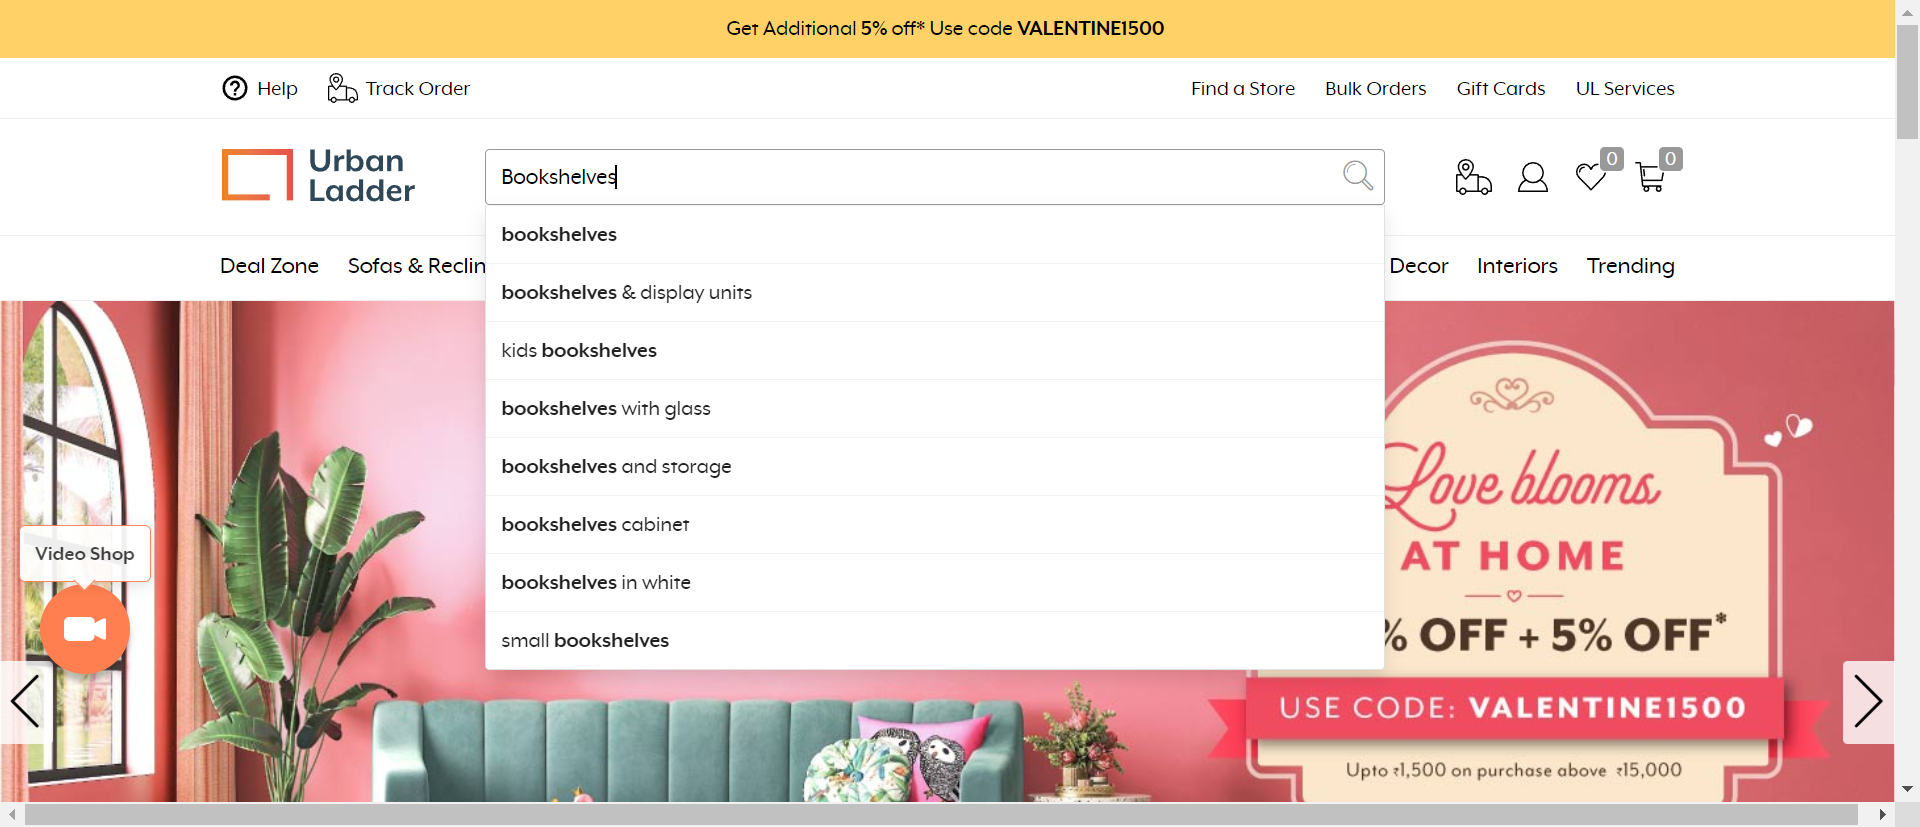 Get Additional 5% off* Use code VALENTINE1500
Help
Track Order
Find a Store
Bulk Orders
Gift Cards
UL Services
Urban
Ladder
Bookshelves
0
0
Deal Zone
Sofas & Reclin
Decor
Interiors
Trending
bookshelves
bookshelves & display units
kids bookshelves
bookshelves with glass
bookshelves and storage
bookshelves cabinet
bookshelves in white
small bookshelves
Video Shop
Love blooms
AT HOME
% OFF + 5% OFF*
USE CODE: VALENTINE1500
Upto ₹1,500 on purchase above ₹15,000